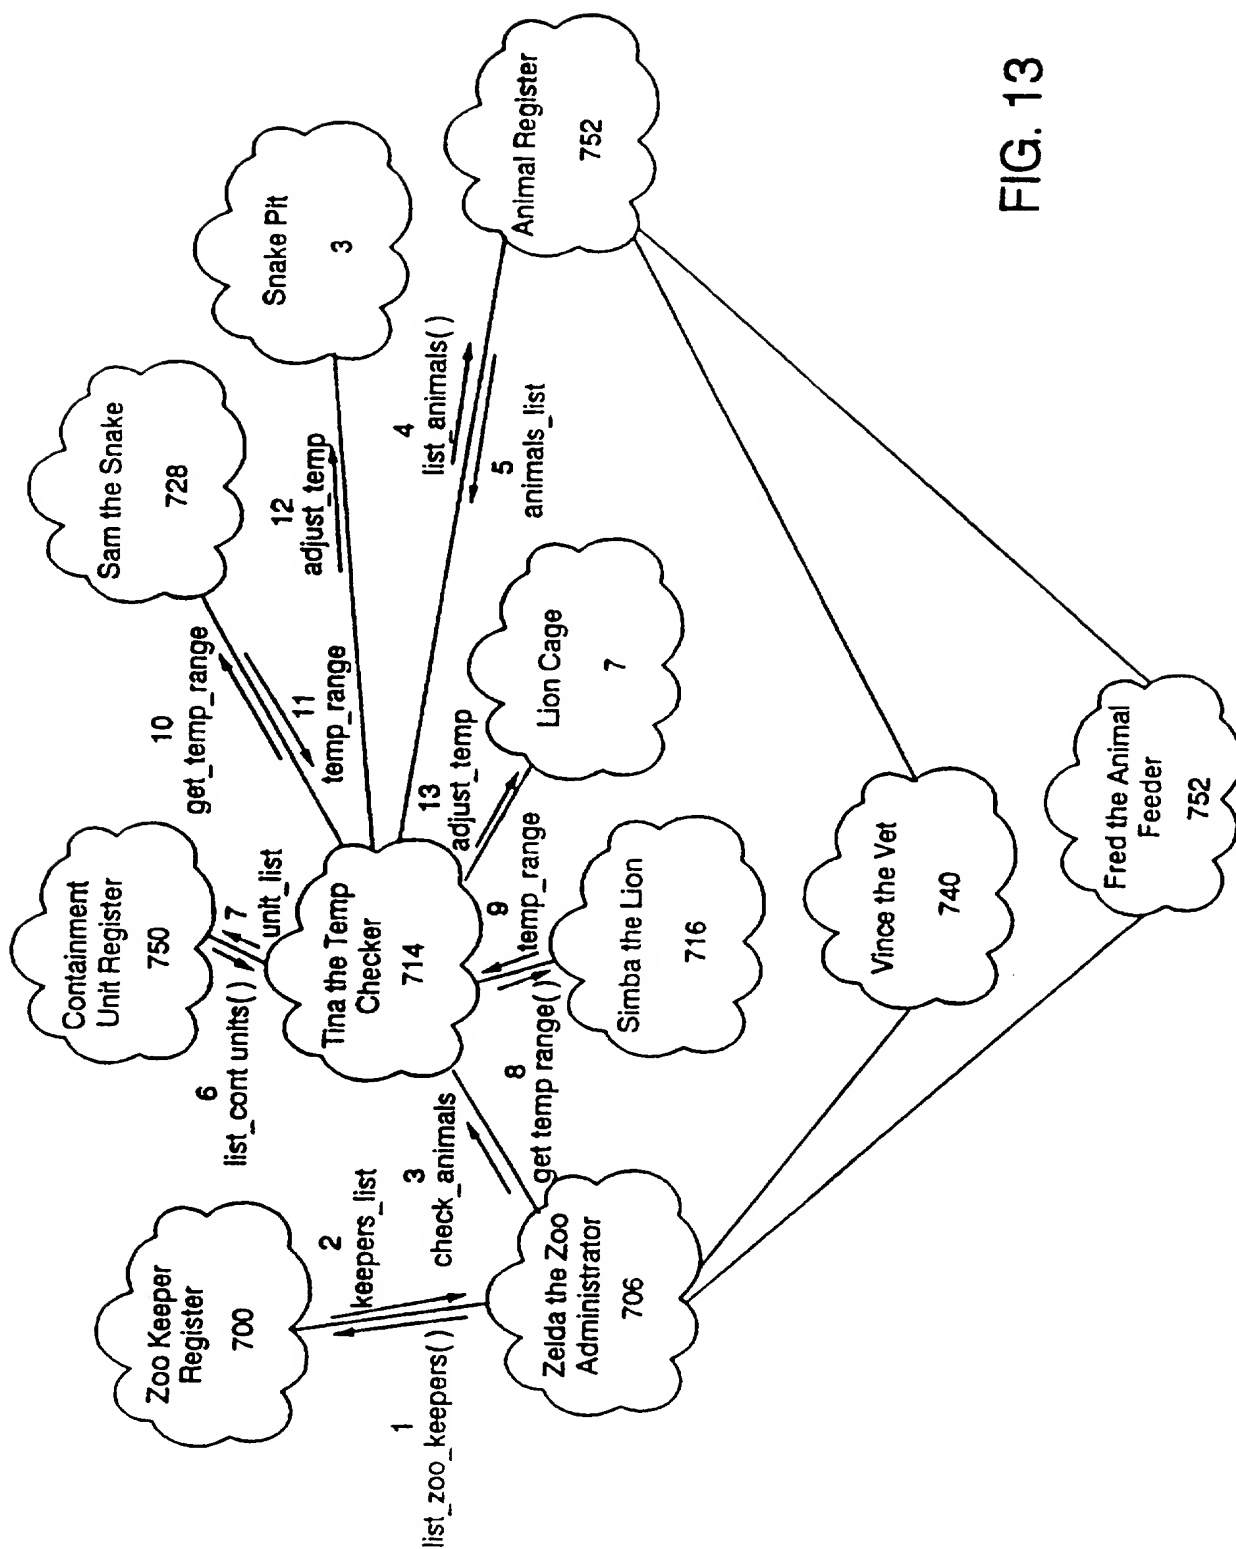 Zoo Keeper
Register
700
1
list_zoo_keepers()
2
keepers_list
Zelda the Zoo
Administrator
706
3
check_animals
6
list_cont units()
Containment
Unit Register
750
7
unit_list
Tina the Temp
Checker
714
8
get temp range()
9
temp_range
Simba the Lion
716
10
get_temp_range
11
temp_range
Sam the Snake
728
12
adjust_temp
Snake Pit
3
13
adjust_temp
Lion Cage
7
4
list_animals()
5
animals_list
Animal Register
752
Vince the Vet
740
Fred the Animal
Feeder
752
FIG. 13